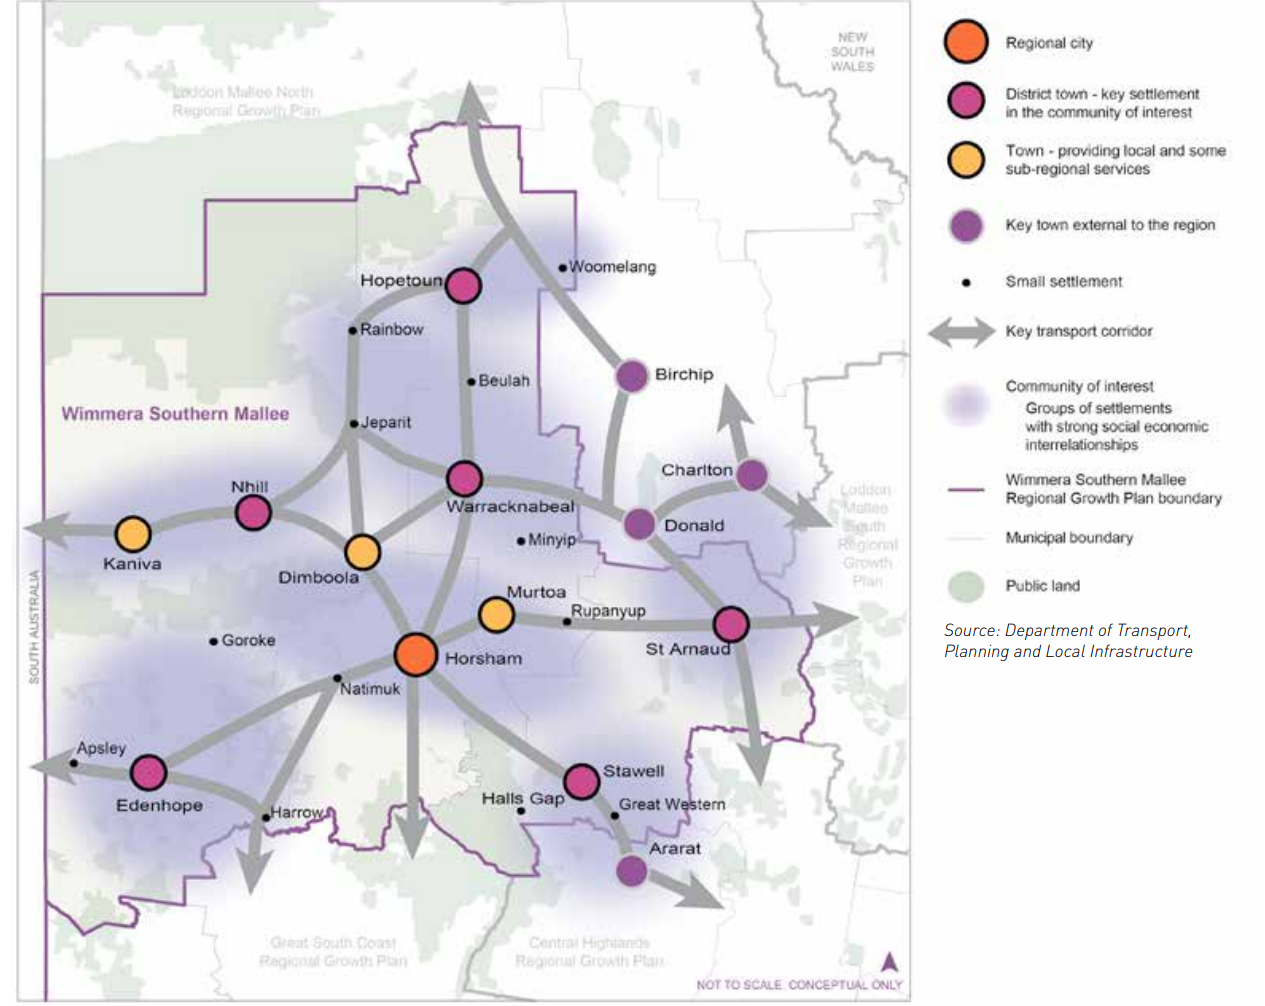 NEW
SOUTH
WALES
Loddon Mallee North
Regional Growth Plan
Woomelang
Hopetoun
Rainbow
Birchip
Beulah
Wimmera Southern Mallee
Jeparit
Charlton
Nhill
Warracknabeal
Loddon
Mallee
South
Regional
Growth
Plan
Donald
Minyip
Kaniva
Dimboola
Murtoa
Rupanyup
SOUTH AUSTRALIA
Goroke
Horsham
St Arnaud
Natimuk
Apsley
Stawell
Edenhope
Halls Gap
Great Western
Harrow
Ararat
Great South Coast
Regional Growth Plan
Central Highlands
Regional Growth Plan
NOT TO SCALE. CONCEPTUAL ONLY
Regional city
District town - key settlement
in the community of interest
Town - providing local and some
sub-regional services
Key town external to the region
Small settlement
Key transport corridor
Community of interest
Groups of settlements
with strong social economic
interrelationships
Wimmera Southern Mallee
Regional Growth Plan boundary
Municipal boundary
Public land
Source: Department of Transport,
Planning and Local Infrastructure